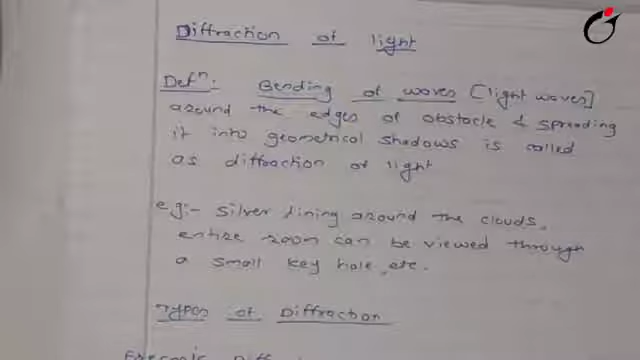 Diffraction of light
Defn:- Bending of waves [light waves]
around the edges of obstacle & spreading
it into geometrical shadows is called
as diffraction of light
e.g:- Silver lining around the clouds,
entire room can be viewed through
a small key hole, etc.
Types of Diffraction